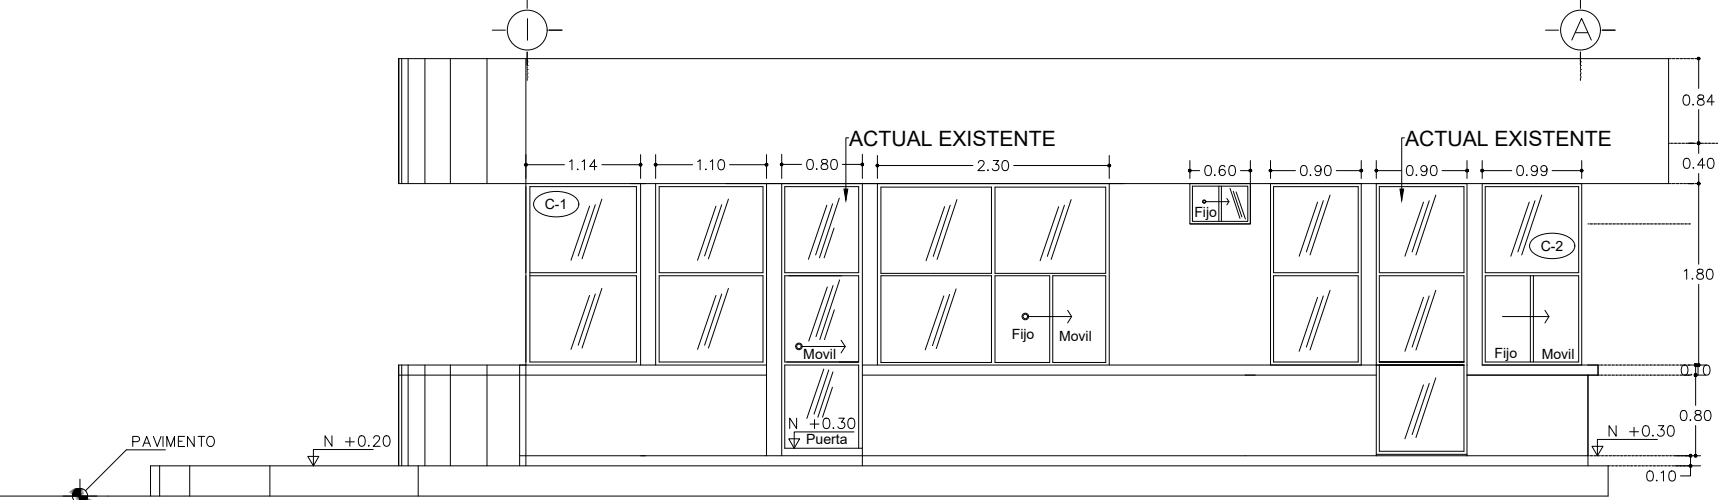 I
A
0.84
ACTUAL EXISTENTE
ACTUAL EXISTENTE
1.14
1.10
0.80
2.30
0.60
0.90
0.90
0.99
0.40
C-1
Fijo
C-2
1.80
Fijo
Movil
Movil
Fijo
Movil
0.10
0.80
N +0.30
Puerta
N +0.30
PAVIMENTO
N +0.20
0.10